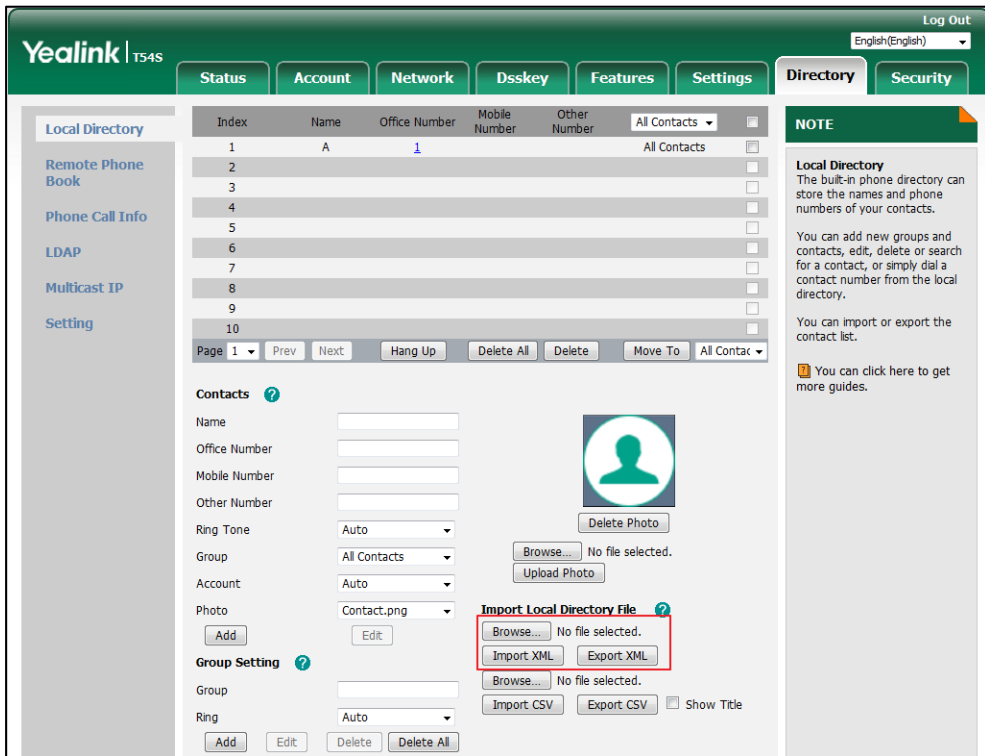 Log Out
Yealink T54S
English(English)
Status Account Network Dsskey Features Settings Directory Security
Local Directory
Remote Phone
Book
Phone Call Info
LDAP
Multicast IP
Setting
Index Name Office Number Mobile Number Other Number All Contacts
1 A 1 All Contacts
2
3
4
5
6
7
8
9
10
Page 1 Prev Next Hang Up Delete All Delete Move To All Contac
Contacts ?
Name
Office Number
Mobile Number
Other Number
Ring Tone Auto
Group All Contacts
Account Auto
Photo Contact.png
Add Edit
Group Setting ?
Group
Ring Auto
Add Edit Delete Delete All
Delete Photo
Browse... No file selected.
Upload Photo
Import Local Directory File ?
Browse... No file selected.
Import XML Export XML
Browse... No file selected.
Import CSV Export CSV Show Title
NOTE
Local Directory
The built-in phone directory can
store the names and phone
numbers of your contacts.
You can add new groups and
contacts, edit, delete or search
for a contact, or simply dial a
contact number from the local
directory.
You can import or export the
contact list.
? You can click here to get
more guides.